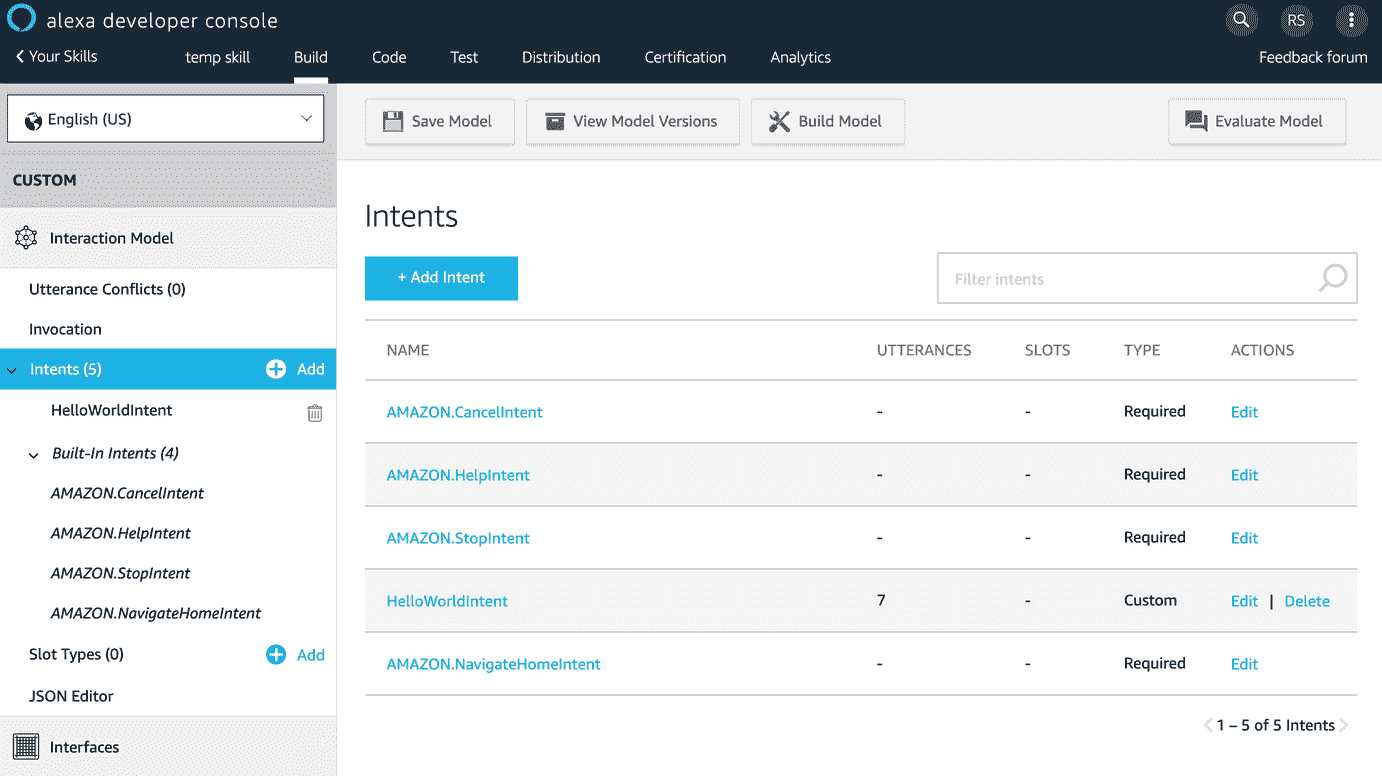 alexa developer console
RS
Your Skills temp skill Build Code Test Distribution Certification Analytics Feedback forum
English (US)
Save Model View Model Versions Build Model Evaluate Model
CUSTOM
Interaction Model
Utterance Conflicts (0)
Invocation
Intents (5) Add
HelloWorldIntent
Built-In Intents (4)
AMAZON.CancelIntent
AMAZON.HelpIntent
AMAZON.StopIntent
AMAZON.NavigateHomeIntent
Slot Types (0) Add
JSON Editor
Interfaces
Intents
+ Add Intent Filter intents
NAME UTTERANCES SLOTS TYPE ACTIONS
AMAZON.CancelIntent - - Required Edit
AMAZON.HelpIntent - - Required Edit
AMAZON.StopIntent - - Required Edit
HelloWorldIntent 7 - Custom Edit | Delete
AMAZON.NavigateHomeIntent - - Required Edit
1 – 5 of 5 Intents